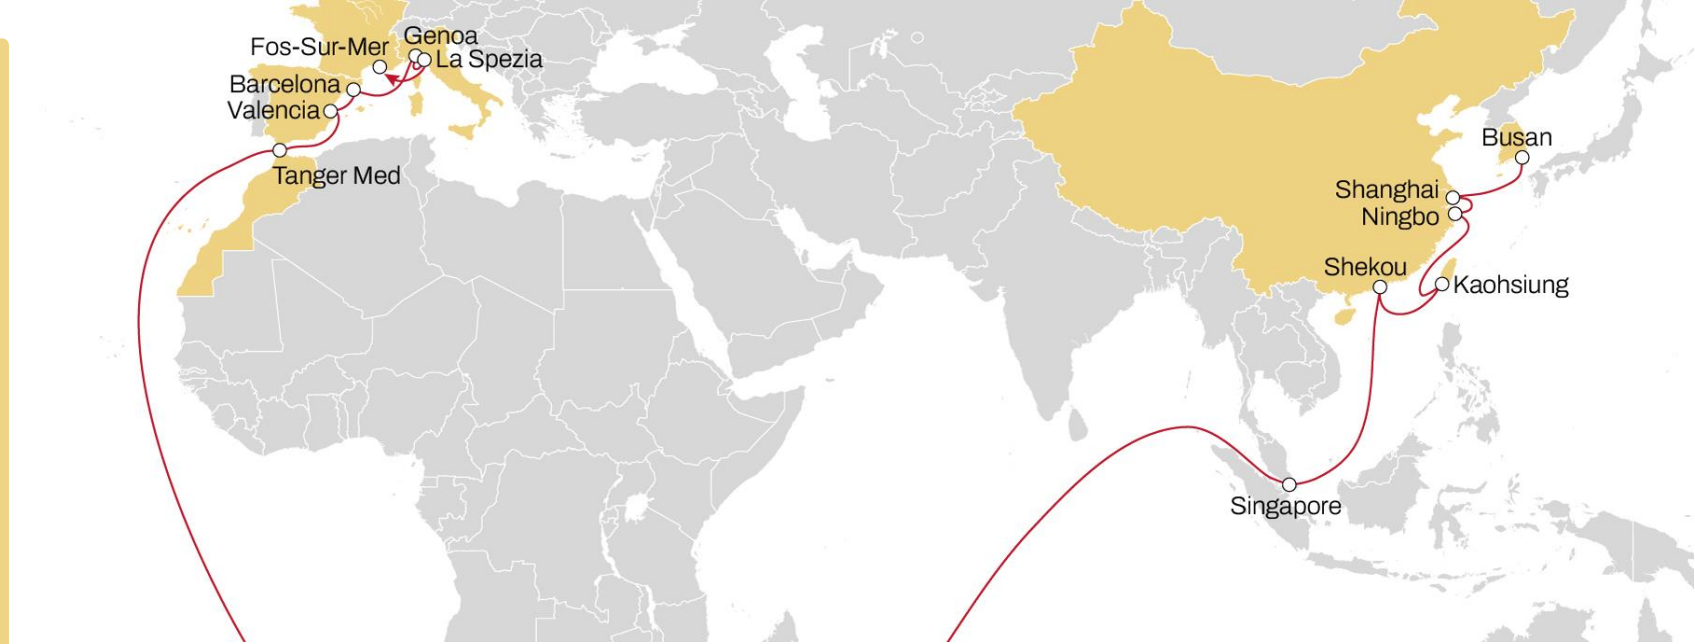 Genoa
Fos-Sur-Mer
La Spezia
Barcelona
Valencia
Tanger Med
Busan
Shanghai
Ningbo
Shekou
Kaohsiung
Singapore